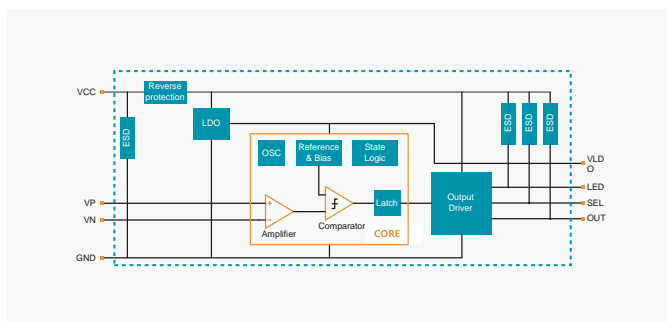 VCC
Reverse
protection
ESD
LDO
ESD
ESD
ESD
OSC
Reference
& Bias
State
Logic
VLD
O
LED
VP
+
Latch
Output
Driver
SEL
VN
−
OUT
Amplifier
Comparator
CORE
GND